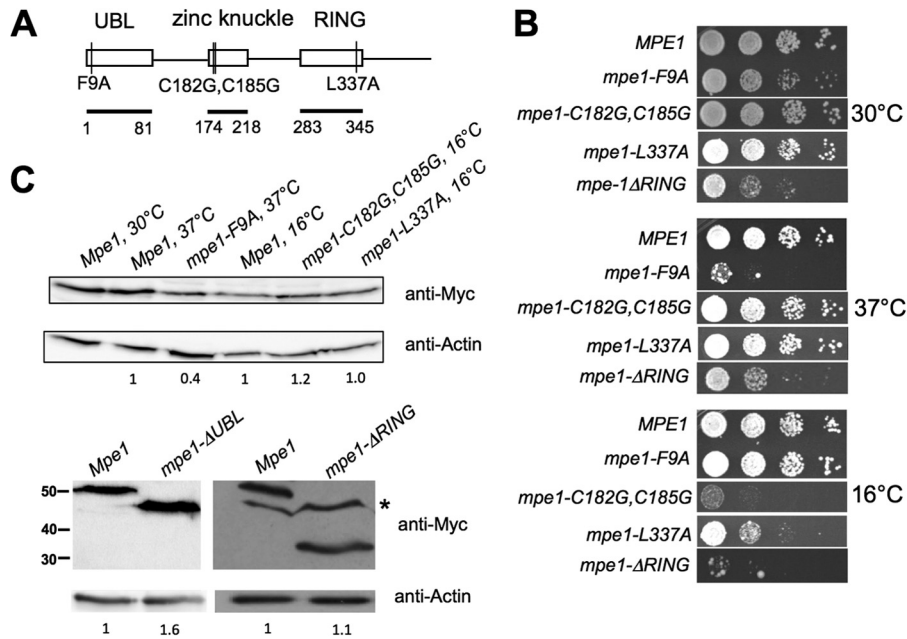 A
UBL zinc knuckle RING
F9A C182G,C185G L337A
1 81 174 218 283 345
B
MPE1
mpe1-F9A
mpe1-C182G,C185G
mpe1-L337A
mpe-1ΔRING
30°C
MPE1
mpe1-F9A
mpe1-C182G,C185G
mpe1-L337A
mpe1-ΔRING
37°C
MPE1
mpe1-F9A
mpe1-C182G,C185G
mpe1-L337A
mpe1-ΔRING
16°C
C
Mpe1, 30°C
Mpe1, 37°C
mpe1-F9A, 37°C
Mpe1, 16°C
mpe1-C182G,C185G, 16°C
mpe1-L337A, 16°C
anti-Myc
anti-Actin
1 0.4 1 1.2 1.0
Mpe1 mpe1-ΔUBL Mpe1 mpe1-ΔRING
50
40
30
*
anti-Myc
anti-Actin
1 1.6 1 1.1